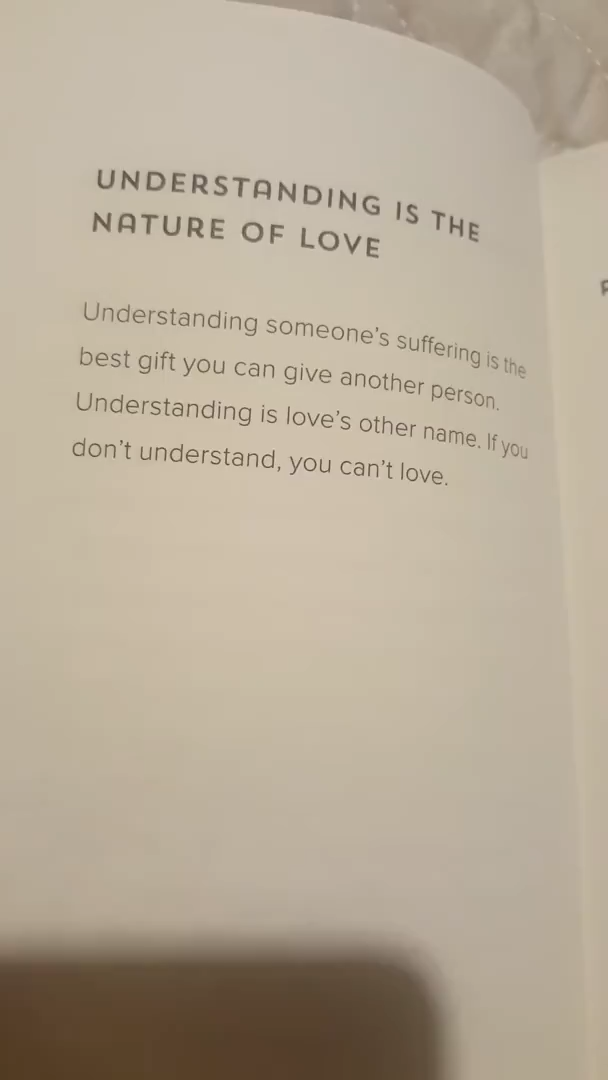 UNDERSTANDING IS THE
NATURE OF LOVE
Understanding someone's suffering is the
best gift you can give another person.
Understanding is love's other name. If you
don't understand, you can't love.